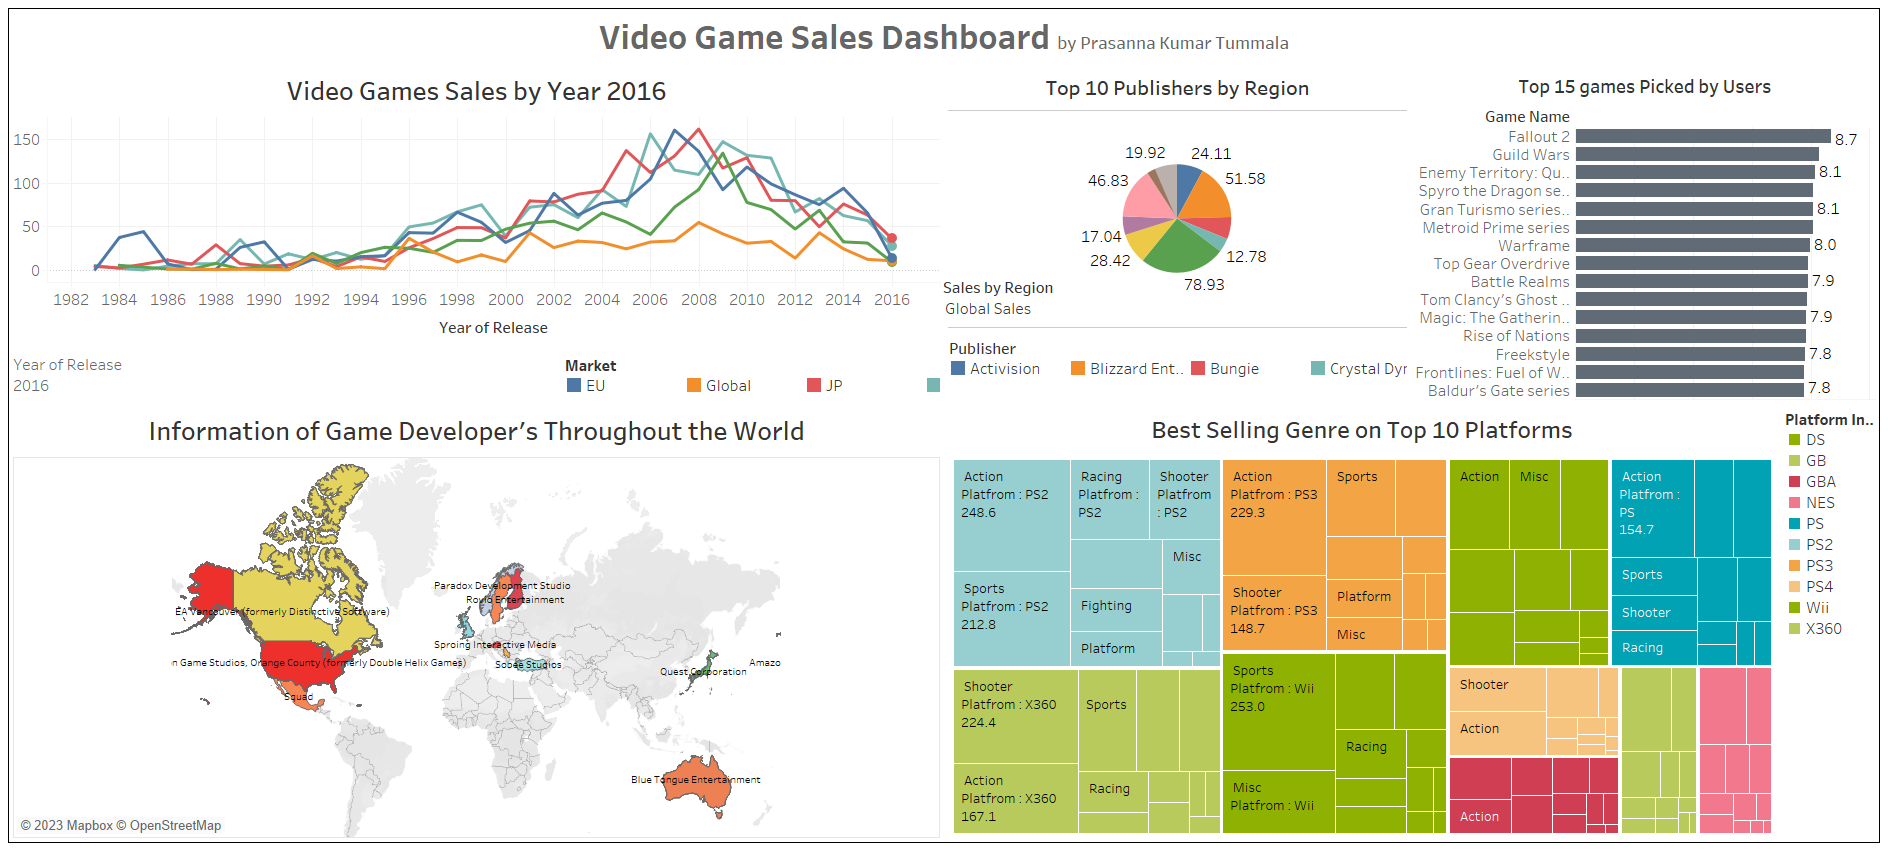 Video Game Sales Dashboard by Prasanna Kumar Tummala
Video Games Sales by Year 2016
150
100
50
0
1982 1984 1986 1988 1990 1992 1994 1996 1998 2000 2002 2004 2006 2008 2010 2012 2014 2016
Year of Release
Year of Release
2016
Market
EU Global JP
Top 10 Publishers by Region
19.92 24.11
46.83 51.58
17.04 12.78
28.42
78.93
Sales by Region
Global Sales
Publisher
Activision Blizzard Ent.. Bungie Crystal Dyr
Top 15 games Picked by Users
Game Name
Fallout 2 8.7
Guild Wars
Enemy Territory: Qu.. 8.1
Spyro the Dragon se..
Gran Turismo series.. 8.1
Metroid Prime series
Warframe 8.0
Top Gear Overdrive
Battle Realms 7.9
Tom Clancy's Ghost ..
Magic: The Gatherin.. 7.9
Rise of Nations
Freekstyle 7.8
Frontlines: Fuel of W..
Baldur's Gate series 7.8
Information of Game Developer's Throughout the World
Paradox Development Studio
Rovio Entertainment
EA Vancouver (formerly Distinctive Software)
Sproing Interactive Media
n Game Studios, Orange County (formerly Double Helix Games)
Sobee Studios
Quest Corporation
Amazo
Squad
Blue Tongue Entertainment
© 2023 Mapbox © OpenStreetMap
Best Selling Genre on Top 10 Platforms
Action
Platfrom : PS2
248.6
Racing
Platfrom :
PS2
Shooter
Platfrom
: PS2
Misc
Sports
Platfrom : PS2
212.8
Fighting
Platform
Action
Platfrom : PS3
229.3
Sports
Shooter
Platfrom : PS3
148.7
Platform
Misc
Action
Misc
Action
Platfrom :
PS
154.7
Sports
Shooter
Racing
Shooter
Platfrom : X360
224.4
Sports
Action
Platfrom : X360
167.1
Racing
Sports
Platfrom : Wii
253.0
Racing
Misc
Platfrom : Wii
Shooter
Action
Action
Platform In..
DS
GB
GBA
NES
PS
PS2
PS3
PS4
Wii
X360